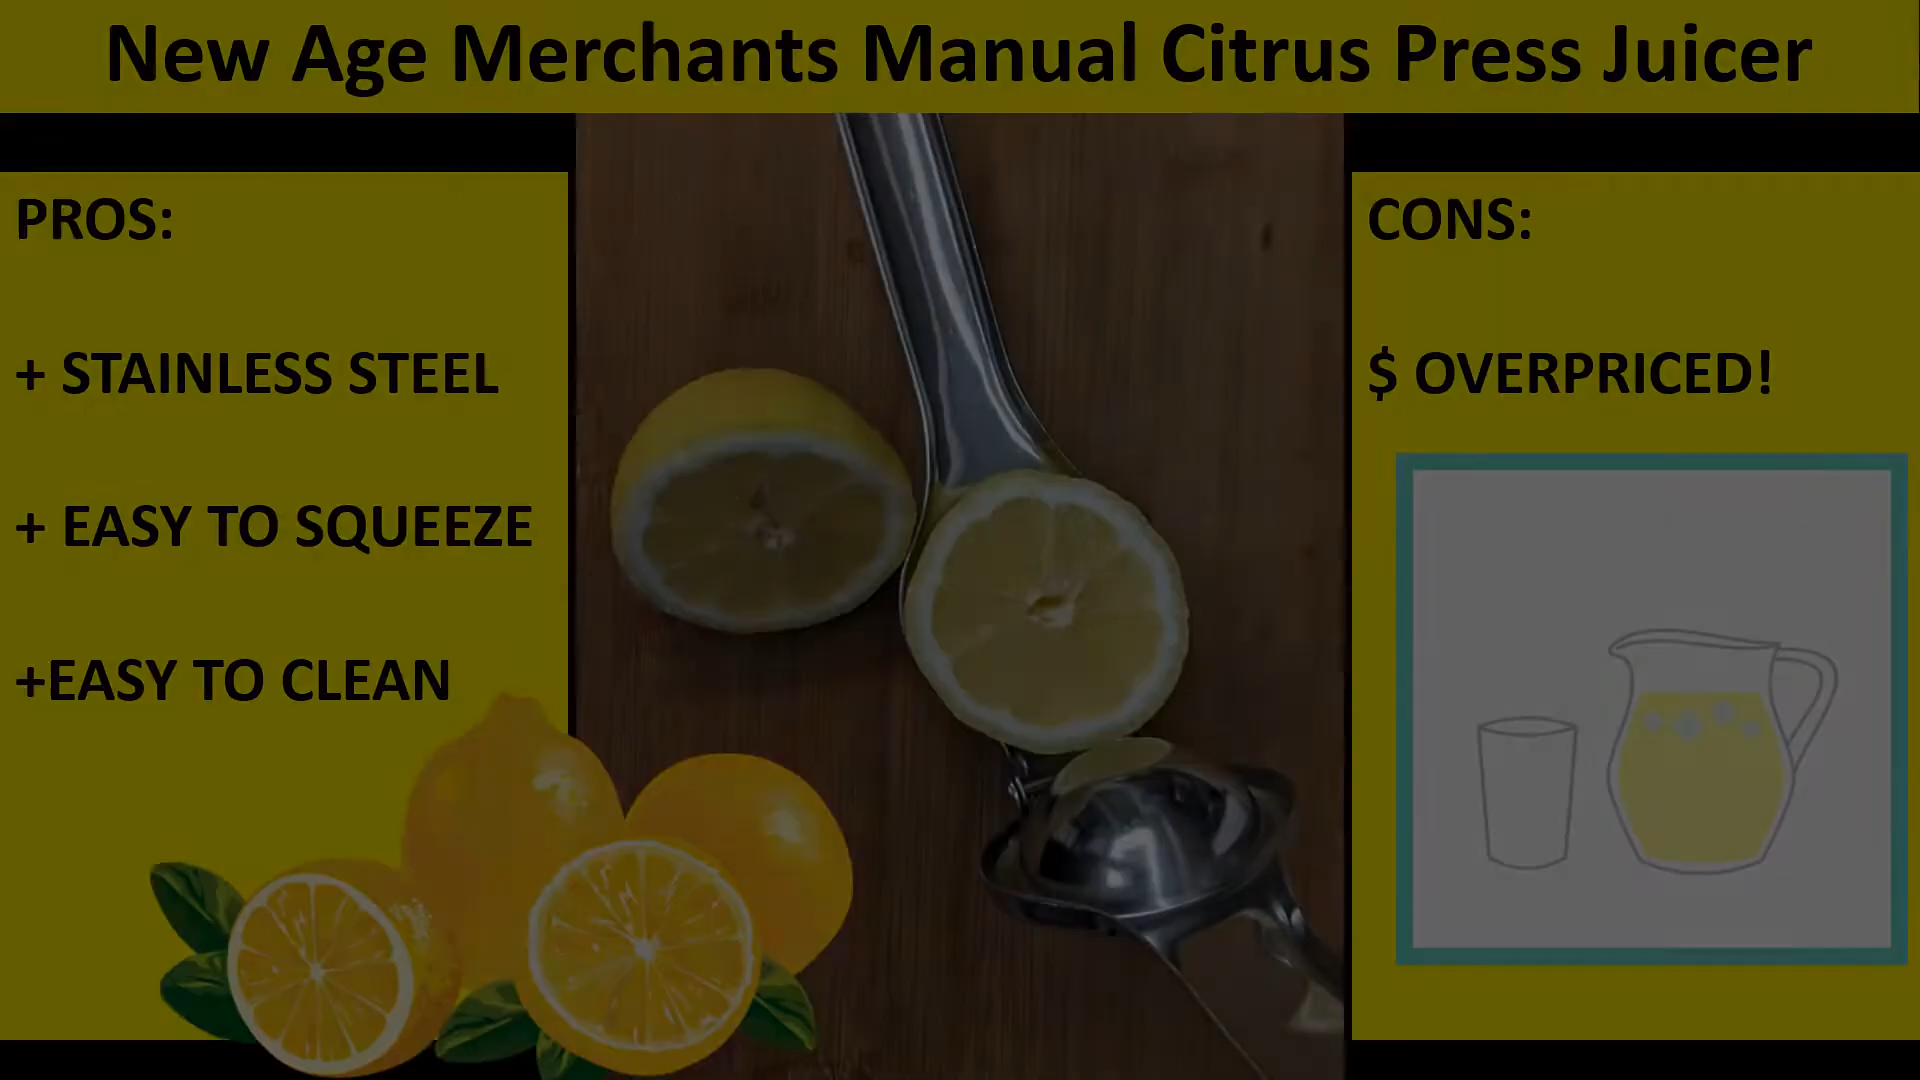 New Age Merchants Manual Citrus Press Juicer
PROS:
+ STAINLESS STEEL
+ EASY TO SQUEEZE
+EASY TO CLEAN
CONS:
$ OVERPRICED!